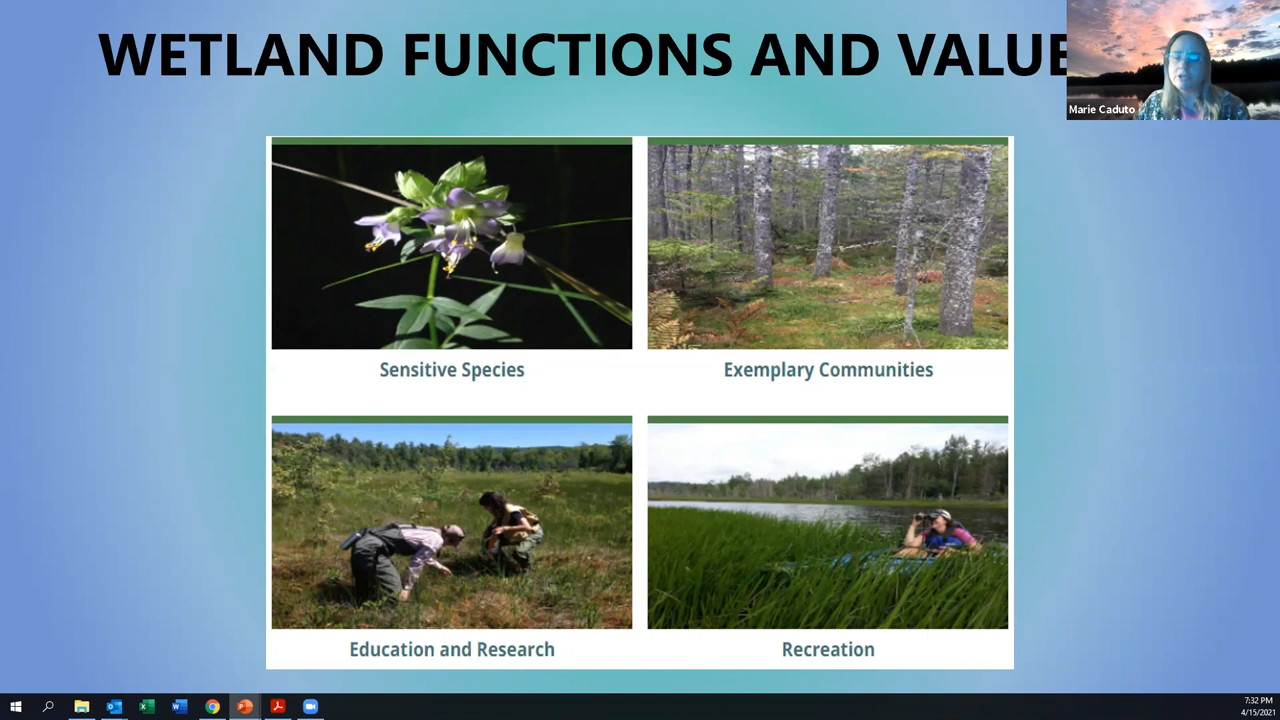 WETLAND FUNCTIONS AND VALUE
Marie Caduto
Sensitive Species
Exemplary Communities
Education and Research
Recreation
7:32 PM
4/15/2021